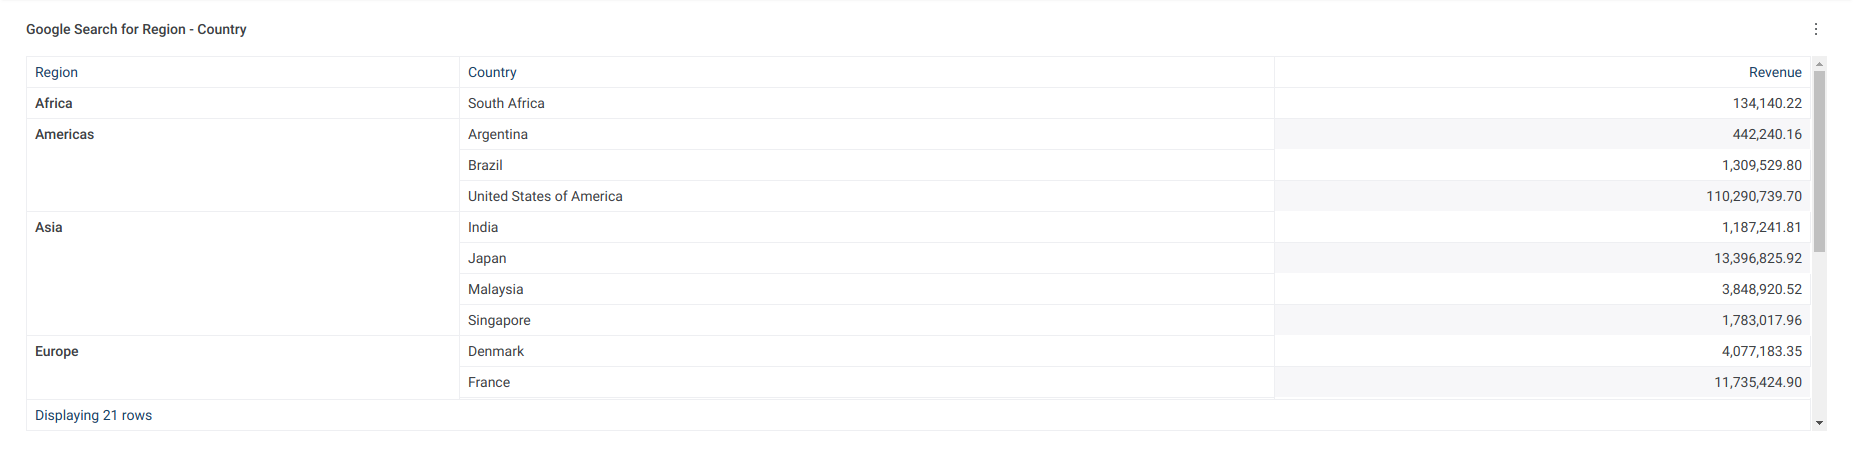 Google Search for Region - Country
Region Country Revenue
Africa South Africa 134,140.22
Americas Argentina 442,240.16
Brazil 1,309,529.80
United States of America 110,290,739.70
Asia India 1,187,241.81
Japan 13,396,825.92
Malaysia 3,848,920.52
Singapore 1,783,017.96
Europe Denmark 4,077,183.35
France 11,735,424.90
Displaying 21 rows